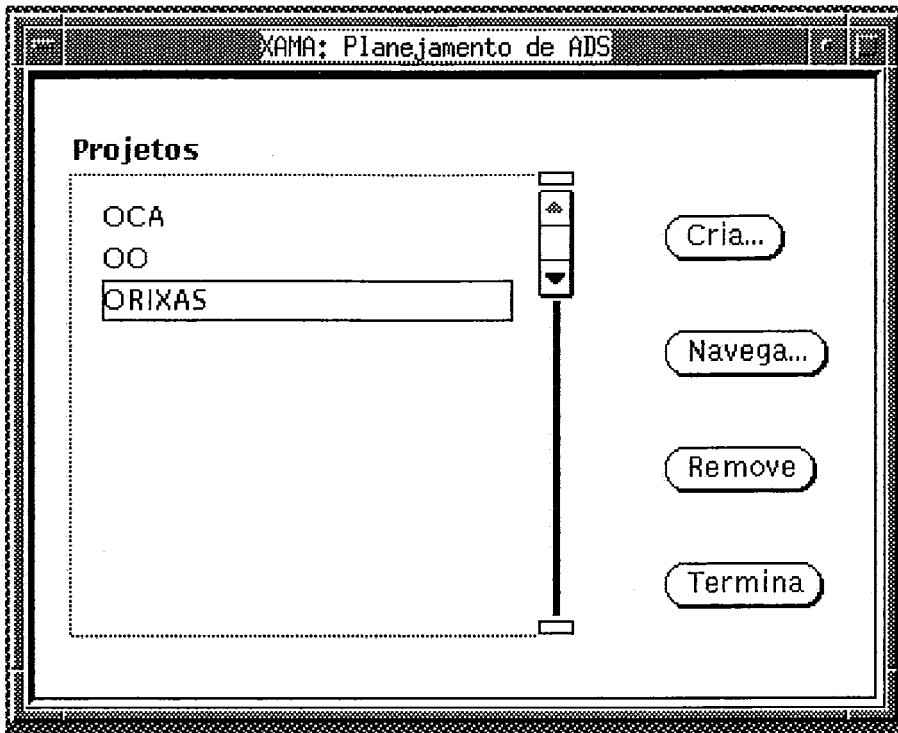 XAMA: Planejamento de ADS
Projetos
OCA
OO
ORIXAS
Cria...
Navega...
Remove
Termina